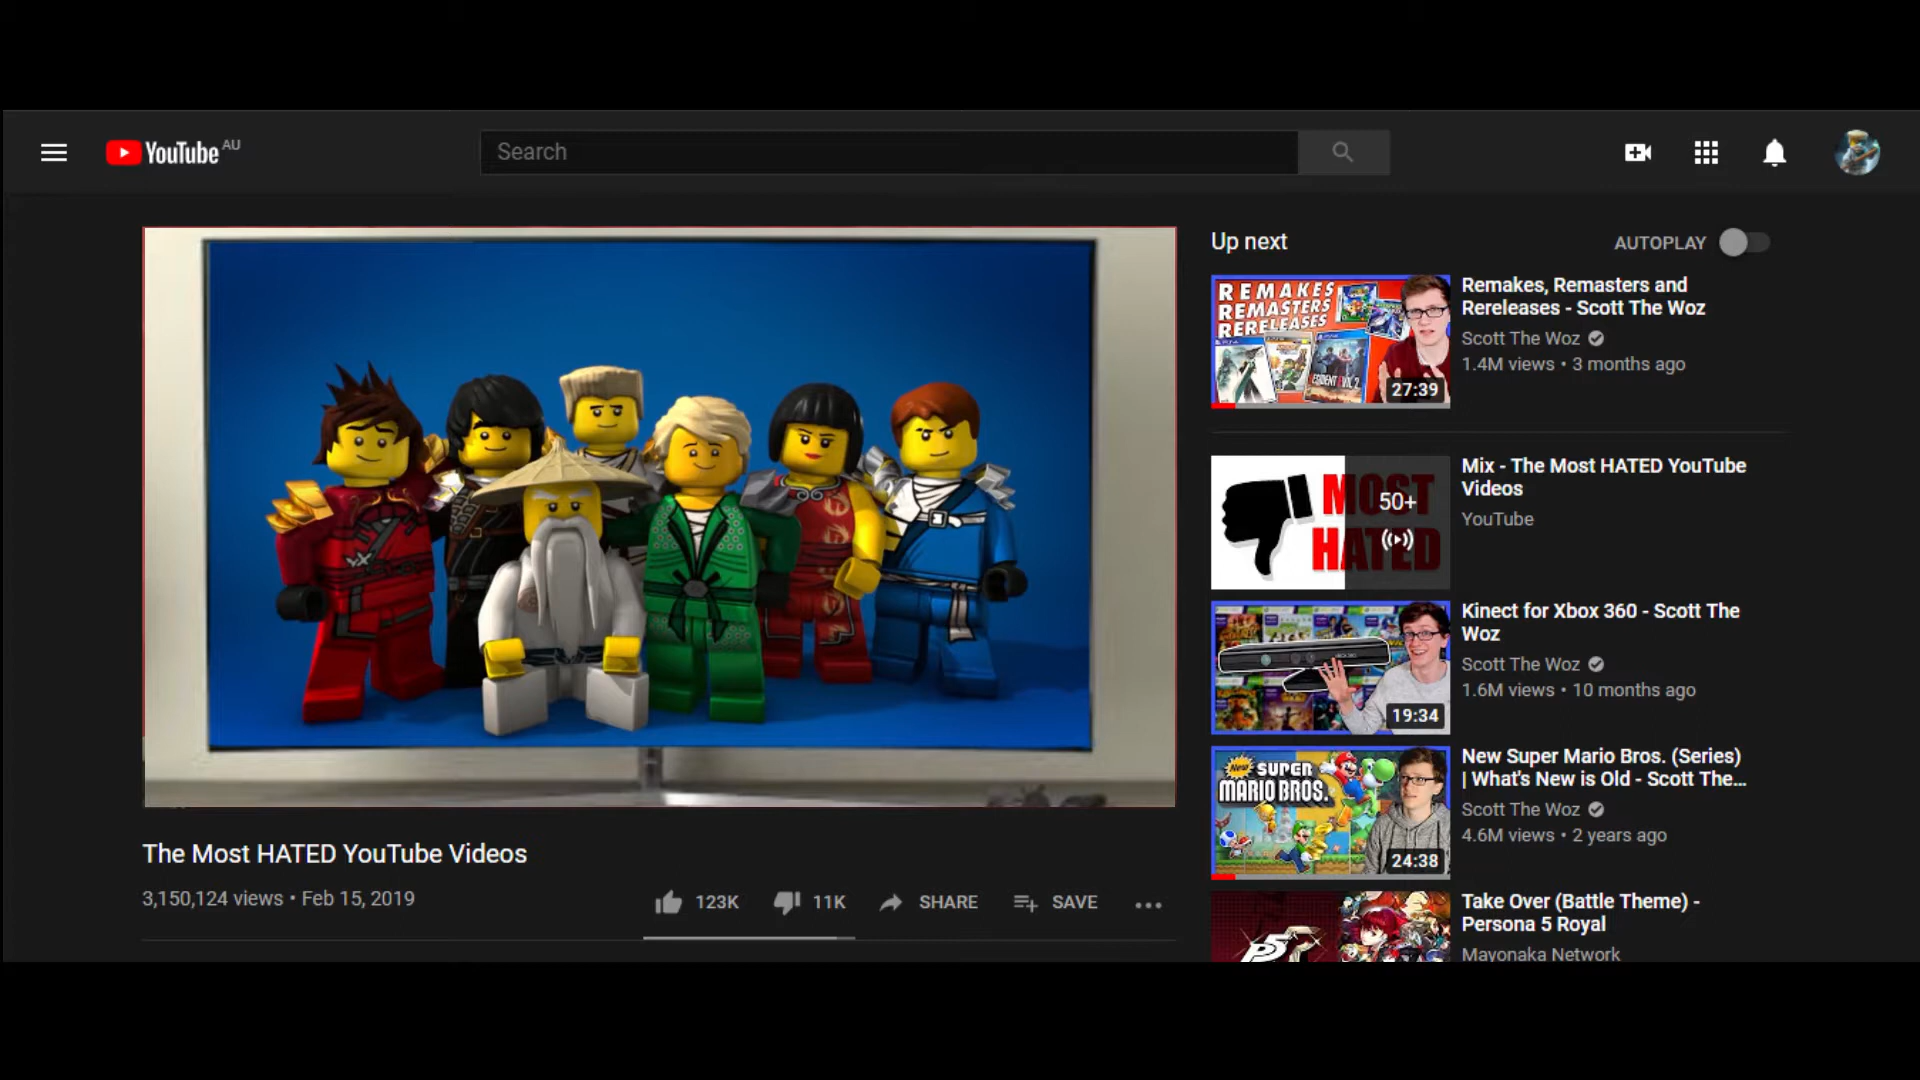 YouTube AU
Search
Up next
AUTOPLAY
REMAKES
REMASTERS
RERELEASES
RESIDENT EVIL 2
27:39
Remakes, Remasters and
Rereleases - Scott The Woz
Scott The Woz
1.4M views • 3 months ago
MOST
HATED
50+
Mix - The Most HATED YouTube
Videos
YouTube
19:34
Kinect for Xbox 360 - Scott The
Woz
Scott The Woz
1.6M views • 10 months ago
New SUPER
MARIO BROS.
24:38
New Super Mario Bros. (Series)
| What's New is Old - Scott The...
Scott The Woz
4.6M views • 2 years ago
P5
Take Over (Battle Theme) -
Persona 5 Royal
Mayonaka Network
The Most HATED YouTube Videos
3,150,124 views • Feb 15, 2019
123K
11K
SHARE
SAVE